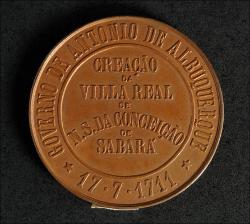 GOVERNO DE ANTONIO DE ALBUQUERQUE
CREAÇÃO
DA
VILLA REAL
DE
N.S. DA CONCEIÇÃO
DE
SABARÁ
17-7-1711